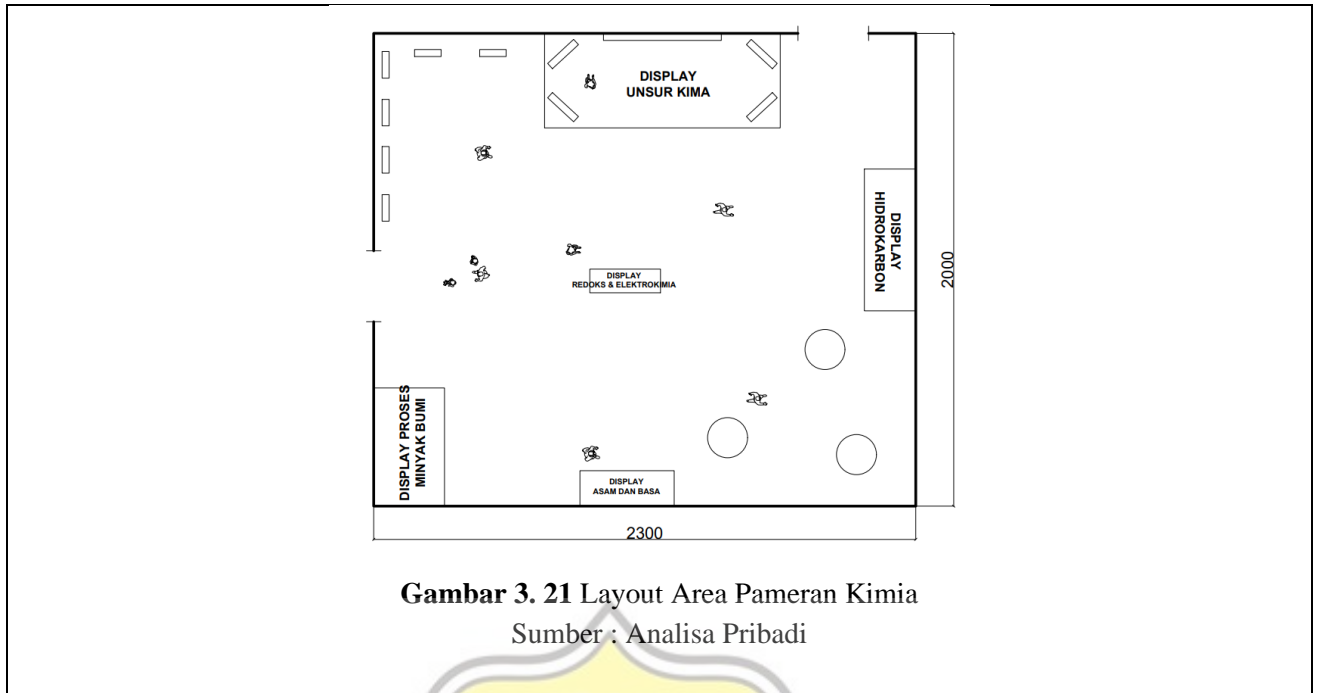 DISPLAY
UNSUR KIMA
DISPLAY
HIDROKARBON
2000
DISPLAY
REDOKS & ELEKTROKIMIA
DISPLAY PROSES
MINYAK BUMI
DISPLAY
ASAM DAN BASA
2300
Gambar 3. 21 Layout Area Pameran Kimia
Sumber : Analisa Pribadi